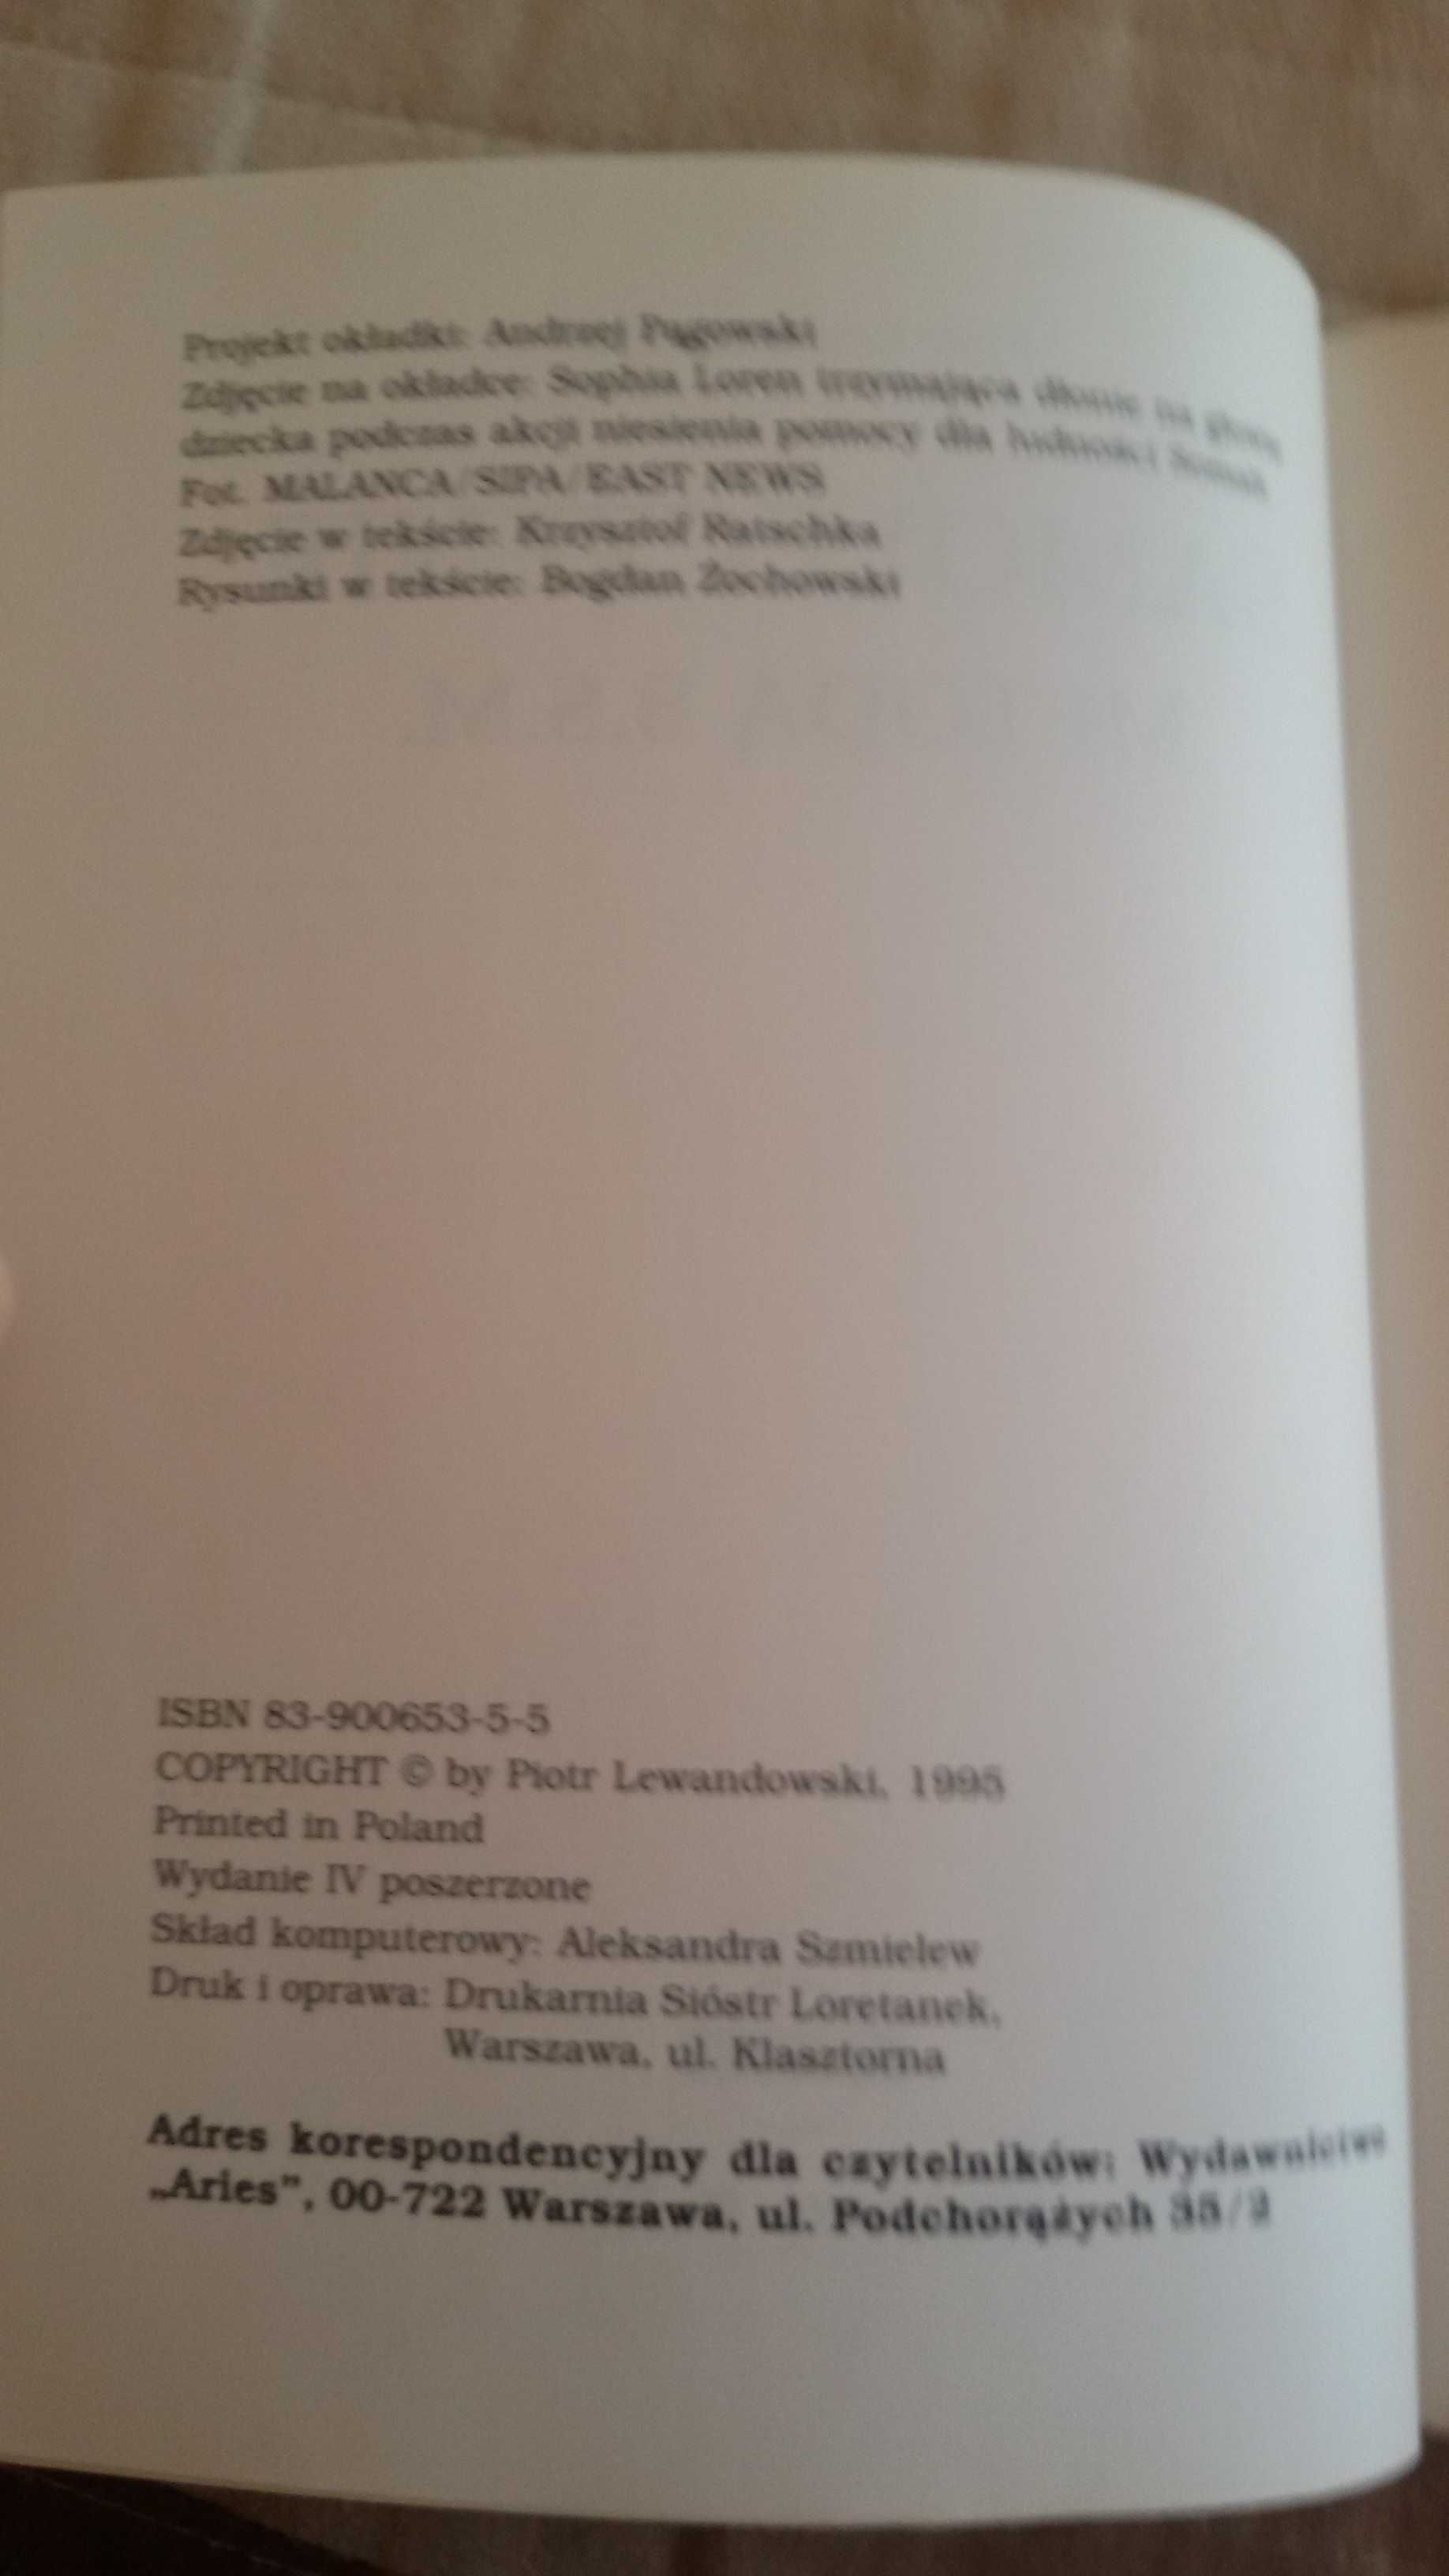 Projekt okładki: Andrzej Pągowski
Zdjęcie na okładce: Sophia Loren trzymająca dłonie na głowie
dziecka podczas akcji niesienia pomocy dla ludności Somalii
Fot. MALANCA/SIPA/EAST NEWS
Zdjęcie w tekście: Krzysztof Ratschka
Rysunki w tekście: Bogdan Żochowski
ISBN 83-900653-5-5
COPYRIGHT © by Piotr Lewandowski, 1995
Printed in Poland
Wydanie IV poszerzone
Skład komputerowy: Aleksandra Szmielew
Druk i oprawa: Drukarnia Sióstr Loretanek,
Warszawa, ul. Klasztorna
Adres korespondencyjny dla czytelników: Wydawnictwo
„Aries”, 00-722 Warszawa, ul. Podchorążych